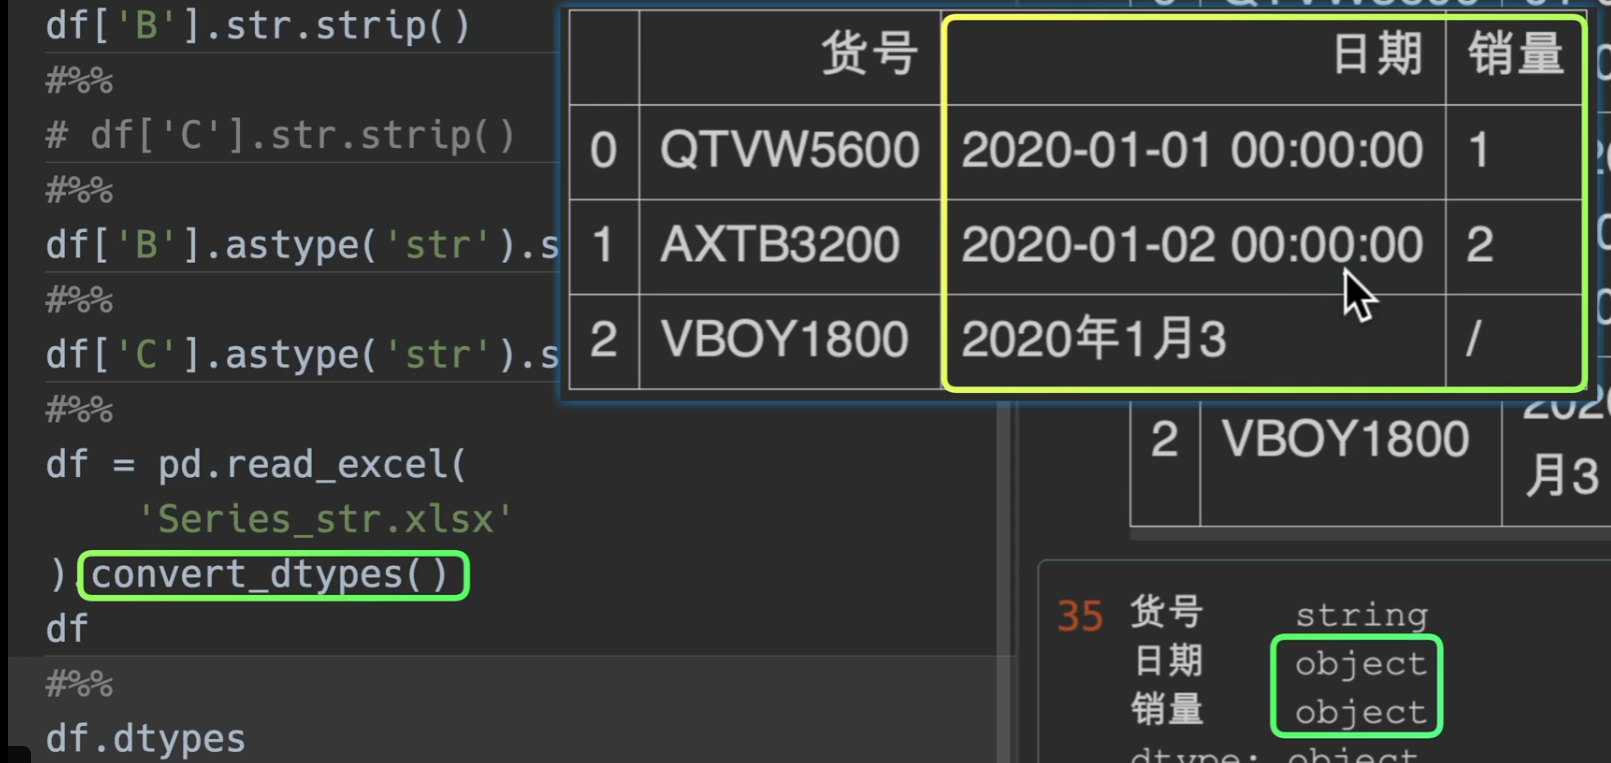 df['B'].str.strip()
#%%
# df['C'].str.strip()
#%%
df['B'].astype('str').s
#%%
df['C'].astype('str').s
#%%
df = pd.read_excel(
'Series_str.xlsx'
).convert_dtypes()
df
#%%
df.dtypes
货号 日期 销量
0 QTVW5600 2020-01-01 00:00:00 1
1 AXTB3200 2020-01-02 00:00:00 2
2 VBOY1800 2020年1月3 /
2 VBOY1800
月3
35 货号 string
日期 object
销量 object
dtype: object